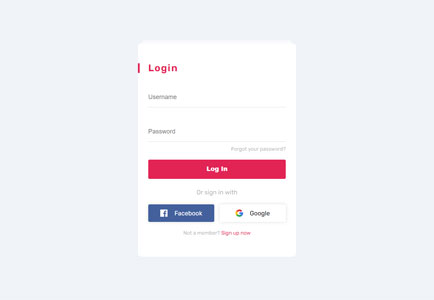 Login
Username
Password
Forgot your password?
Log In
Or sign in with
Facebook
Google
Not a member? Sign up now